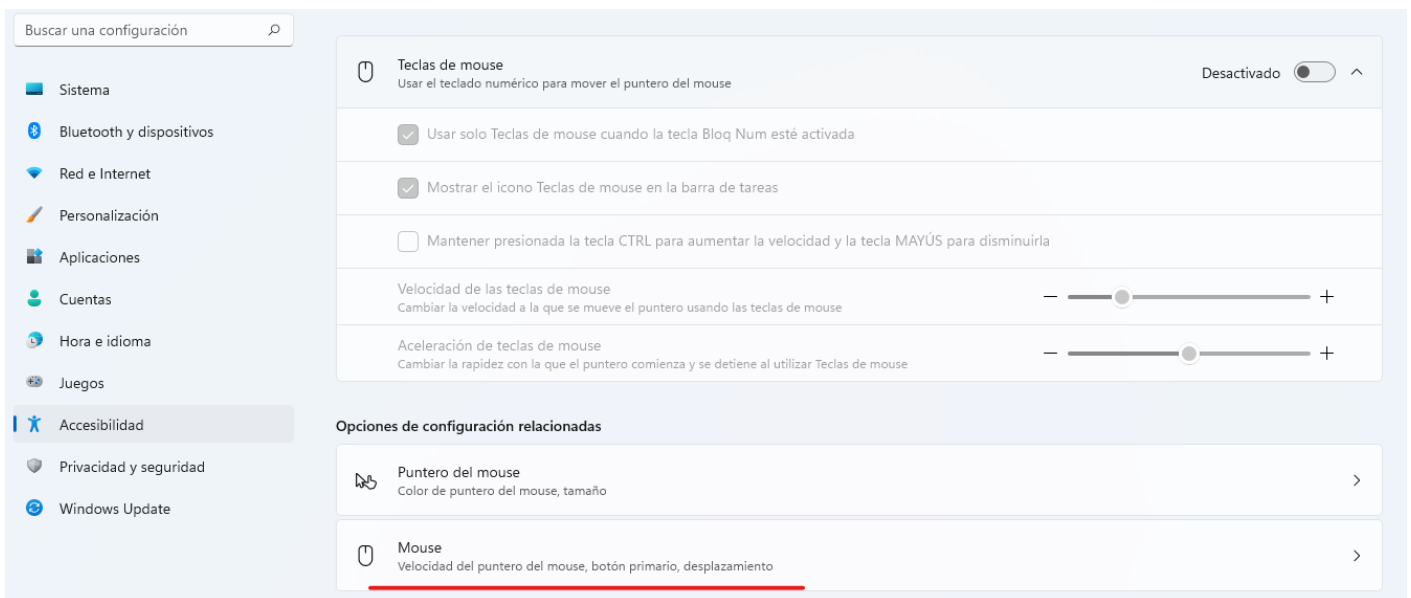 Buscar una configuración
Sistema
Bluetooth y dispositivos
Red e Internet
Personalización
Aplicaciones
Cuentas
Hora e idioma
Juegos
Accesibilidad
Privacidad y seguridad
Windows Update
Teclas de mouse
Usar el teclado numérico para mover el puntero del mouse
Desactivado
Usar solo Teclas de mouse cuando la tecla Bloq Num esté activada
Mostrar el icono Teclas de mouse en la barra de tareas
Mantener presionada la tecla CTRL para aumentar la velocidad y la tecla MAYÚS para disminuirla
Velocidad de las teclas de mouse
Cambiar la velocidad a la que se mueve el puntero usando las teclas de mouse
Aceleración de teclas de mouse
Cambiar la rapidez con la que el puntero comienza y se detiene al utilizar Teclas de mouse
Opciones de configuración relacionadas
Puntero del mouse
Color de puntero del mouse, tamaño
Mouse
Velocidad del puntero del mouse, botón primario, desplazamiento